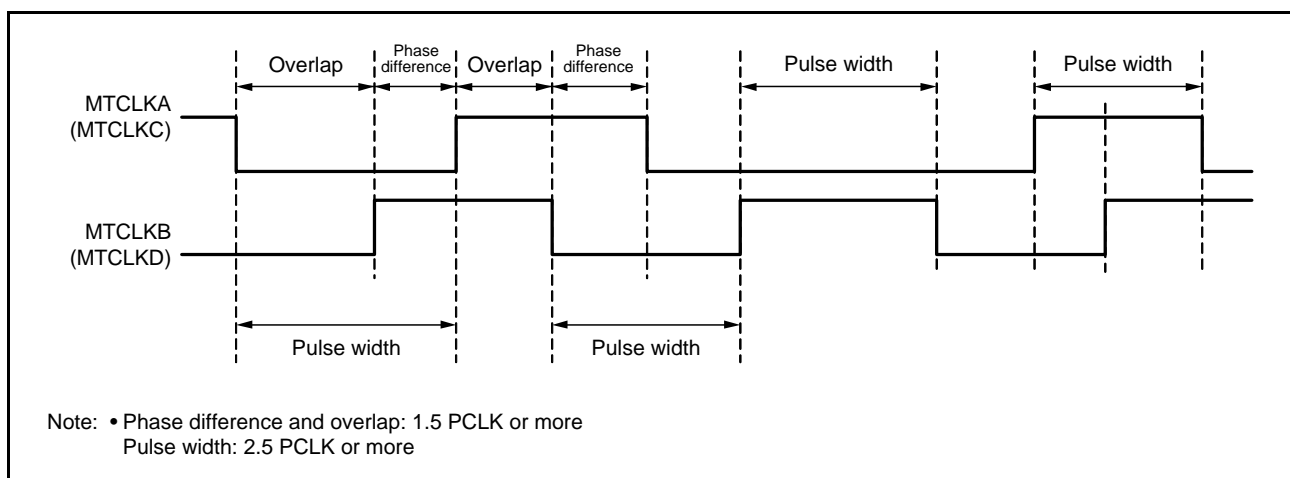 Overlap
Phase
difference
Overlap
Phase
difference
Pulse width
Pulse width
MTCLKA
(MTCLKC)
MTCLKB
(MTCLKD)
Pulse width
Pulse width
Note: • Phase difference and overlap: 1.5 PCLK or more
Pulse width: 2.5 PCLK or more